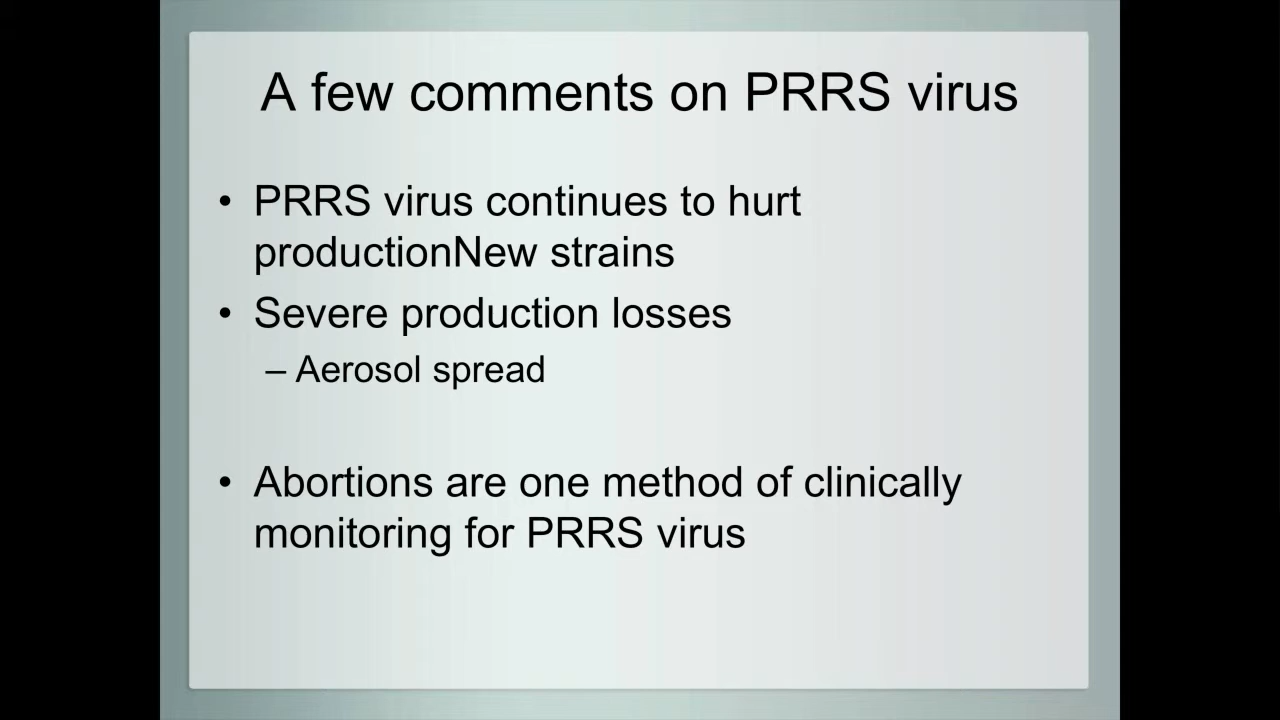 A few comments on PRRS virus
• PRRS virus continues to hurt
productionNew strains
• Severe production losses
– Aerosol spread
• Abortions are one method of clinically
monitoring for PRRS virus